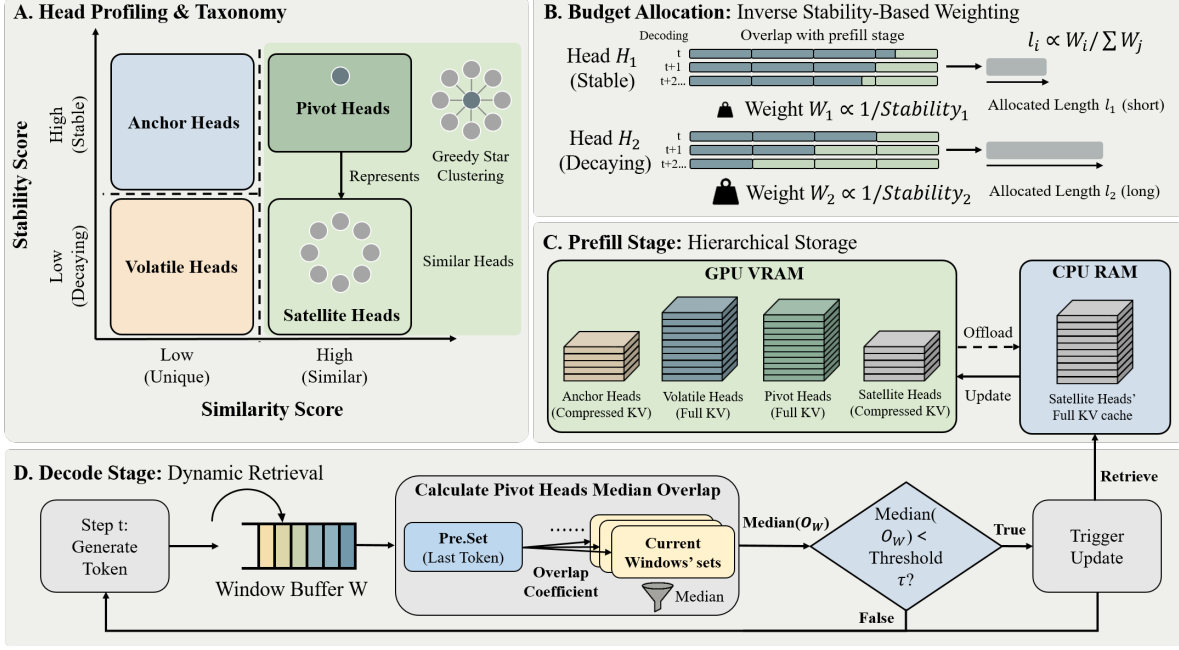 A. Head Profiling & Taxonomy
Stability Score
High
(Stable)
Low
(Decaying)
Anchor Heads
Pivot Heads
Greedy Star
Clustering
Represents
Volatile Heads
Similar Heads
Satellite Heads
Low
(Unique)
High
(Similar)
Similarity Score
B. Budget Allocation: Inverse Stability-Based Weighting
Decoding
Overlap with prefill stage
Head H₁
(Stable)
t
t+1
t+2...
lᵢ ∝ Wᵢ/ ∑ Wⱼ
Weight W₁ ∝ 1/Stability₁
Allocated Length l₁ (short)
Head H₂
(Decaying)
t
t+1
t+2...
Weight W₂ ∝ 1/Stability₂
Allocated Length l₂ (long)
C. Prefill Stage: Hierarchical Storage
GPU VRAM
Anchor Heads
(Compressed KV)
Volatile Heads
(Full KV)
Pivot Heads
(Full KV)
Satellite Heads
(Compressed KV)
Offload
Update
CPU RAM
Satellite Heads'
Full KV cache
D. Decode Stage: Dynamic Retrieval
Step t:
Generate
Token
Window Buffer W
Calculate Pivot Heads Median Overlap
Pre.Set
(Last Token)
......
Overlap
Coefficient
Current
Windows' sets
Median
Median(O_W)
Median(
O_W) <
Threshold
τ?
True
False
Trigger
Update
Retrieve